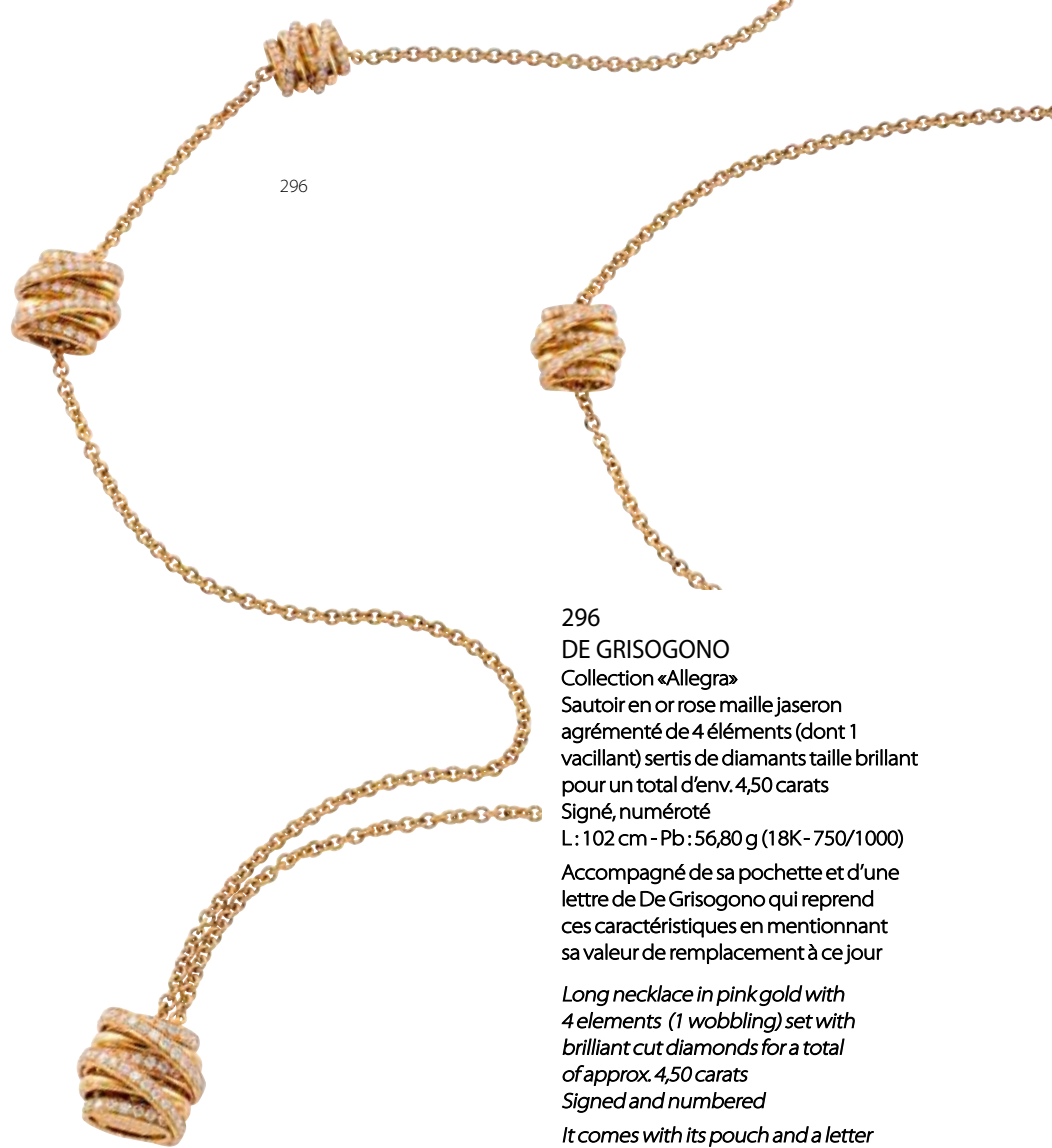 296
296
DE GRISOGONO
Collection «Allegra»
Sautoir en or rose maille jaseron
agrémenté de 4 éléments (dont 1
vacillant) sertis de diamants taille brillant
pour un total d’env. 4,50 carats
Signé, numéroté
L : 102 cm - Pb : 56,80 g (18K - 750/1000)
Accompagné de sa pochette et d’une
lettre de De Grisogono qui reprend
ces caractéristiques en mentionnant
sa valeur de remplacement à ce jour
Long necklace in pink gold with
4 elements (1 wobbling) set with
brilliant cut diamonds for a total
of approx. 4,50 carats
Signed and numbered
It comes with its pouch and a letter